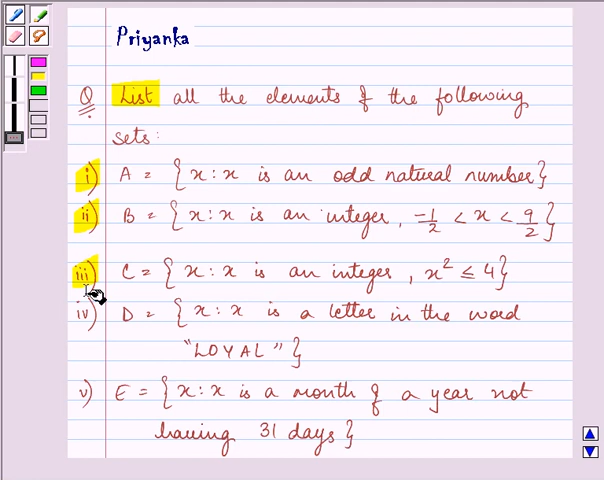 Priyanka
Q List all the elements of the following
sets:
i) A = {x : x is an odd natural number}
ii) B = {x : x is an integer, -1/2 < x < 9/2}
iii) C = {x : x is an integer, x² ≤ 4}
iv) D = {x : x is a letter in the word
"LOYAL"}
v) E = {x : x is a month of a year not
having 31 days}